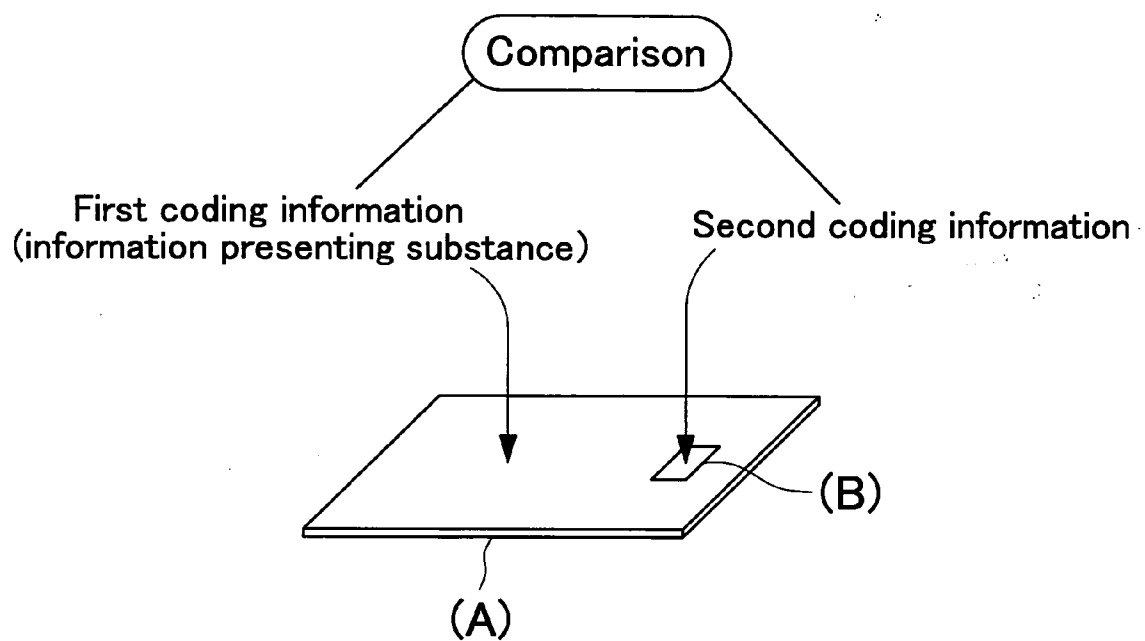 Comparison
First coding information
(information presenting substance)
Second coding information
(B)
(A)